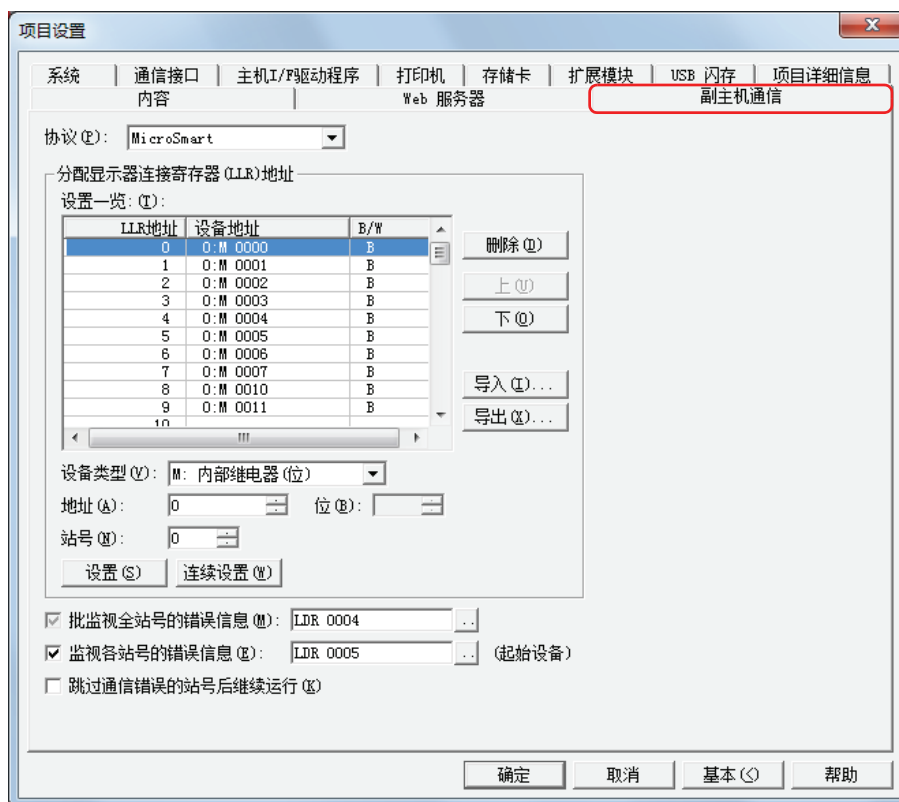 项目设置
系统 通信接口 主机I/F驱动程序 打印机 存储卡 扩展模块 USB 闪存 项目详细信息
内容 Web 服务器 副主机通信
协议(P): MicroSmart
分配显示器连接寄存器(LLR)地址
设置一览:(T):
LLR地址 设备地址 B/W
0 0:M 0000 B
1 0:M 0001 B
2 0:M 0002 B
3 0:M 0003 B
4 0:M 0004 B
5 0:M 0005 B
6 0:M 0006 B
7 0:M 0007 B
8 0:M 0010 B
9 0:M 0011 B
10
删除(D)
上(U)
下(O)
导入(I)...
导出(X)...
设备类型(V): M: 内部继电器(位)
地址(A): 0 位(B):
站号(N): 0
设置(S) 连续设置(W)
批监视全站号的错误信息(M): LDR 0004 ..
监视各站号的错误信息(E): LDR 0005 .. (起始设备)
跳过通信错误的站号后继续运行(K)
确定 取消 基本(<) 帮助